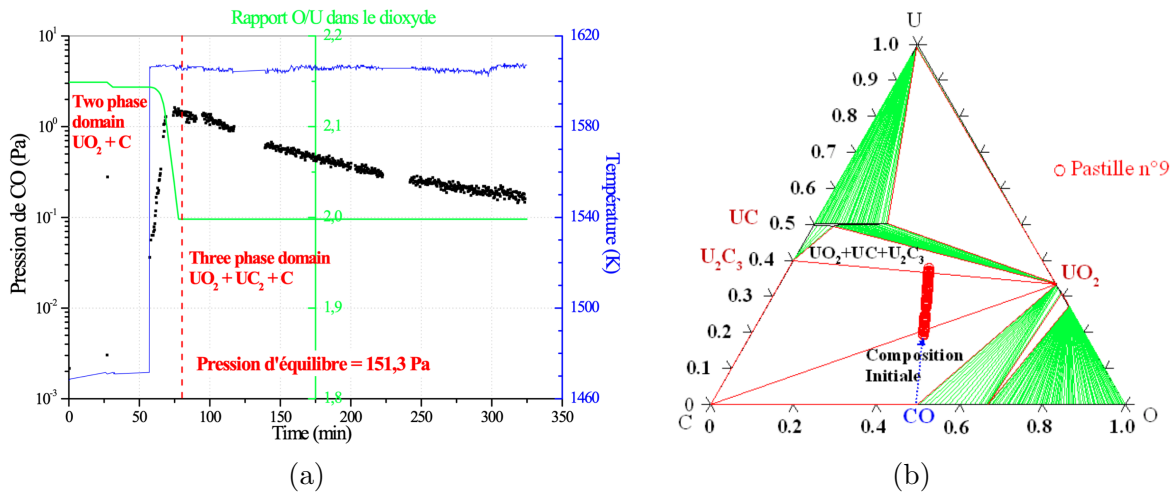 Rapport O/U dans le dioxyde
10¹
10⁰
10⁻¹
10⁻²
10⁻³
Pression de CO (Pa)
Two phase
domain
UO₂ + C
2,2
2,1
2,0
1,9
1,8
Three phase domain
UO₂ + UC₂ + C
Pression d'équilibre = 151,3 Pa
1620
1580
1540
1500
1460
Température (K)
0 50 100 150 200 250 300 350
Time (min)
(a)
U
1.0
0.9
0.8
0.7
0.6
0.5
0.4
0.3
0.2
0.1
0
UC
U₂C₃
UO₂+UC+U₂C₃
UO₂
Pastille n°9
Composition
Initiale
C
CO
O
0 0.2 0.4 0.6 0.8 1.0
(b)